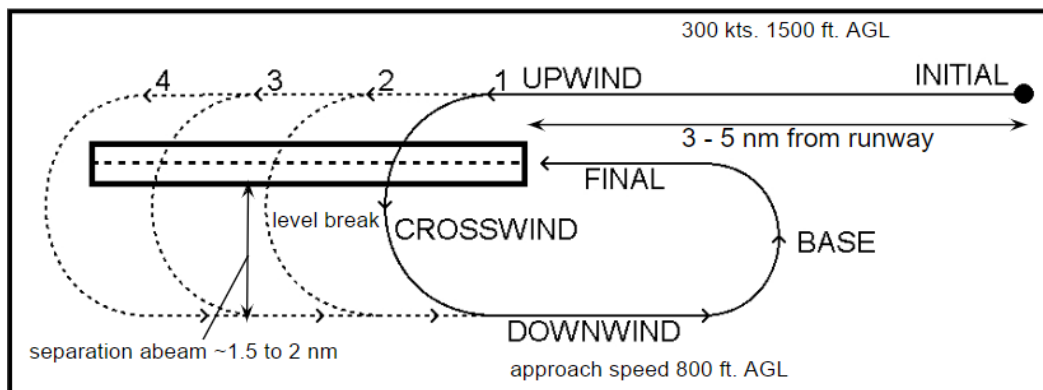 300 kts. 1500 ft. AGL
4
3
2
1
UPWIND
INITIAL
3 - 5 nm from runway
FINAL
level break
CROSSWIND
BASE
DOWNWIND
separation abeam ~1.5 to 2 nm
approach speed 800 ft. AGL